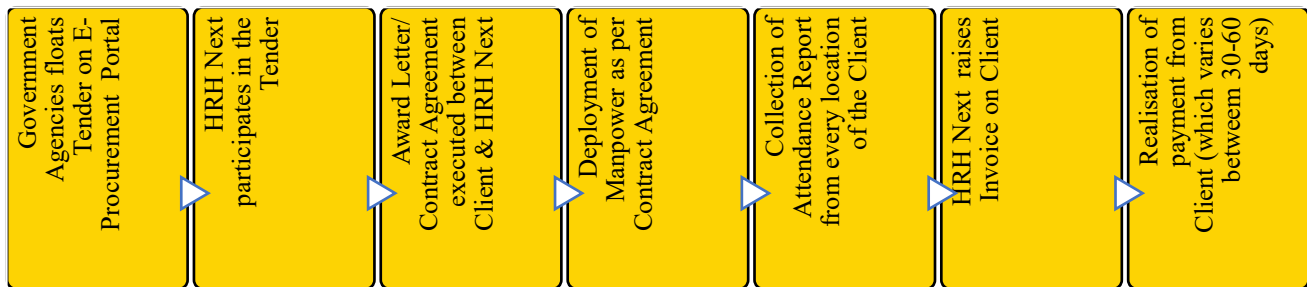 Government
Agencies floats
Tender on E-
Procurement Portal
HRH Next
participates in the
Tender
Award Letter/
Contract Agreement
executed between
Client & HRH Next
Deployment of
Manpower as per
Contract Agreement
Collection of
Attendance Report
from every location
of the Client
HRH Next raises
Invoice on Client
Realisation of
payment from
Client (which varies
betweem 30-60
days)